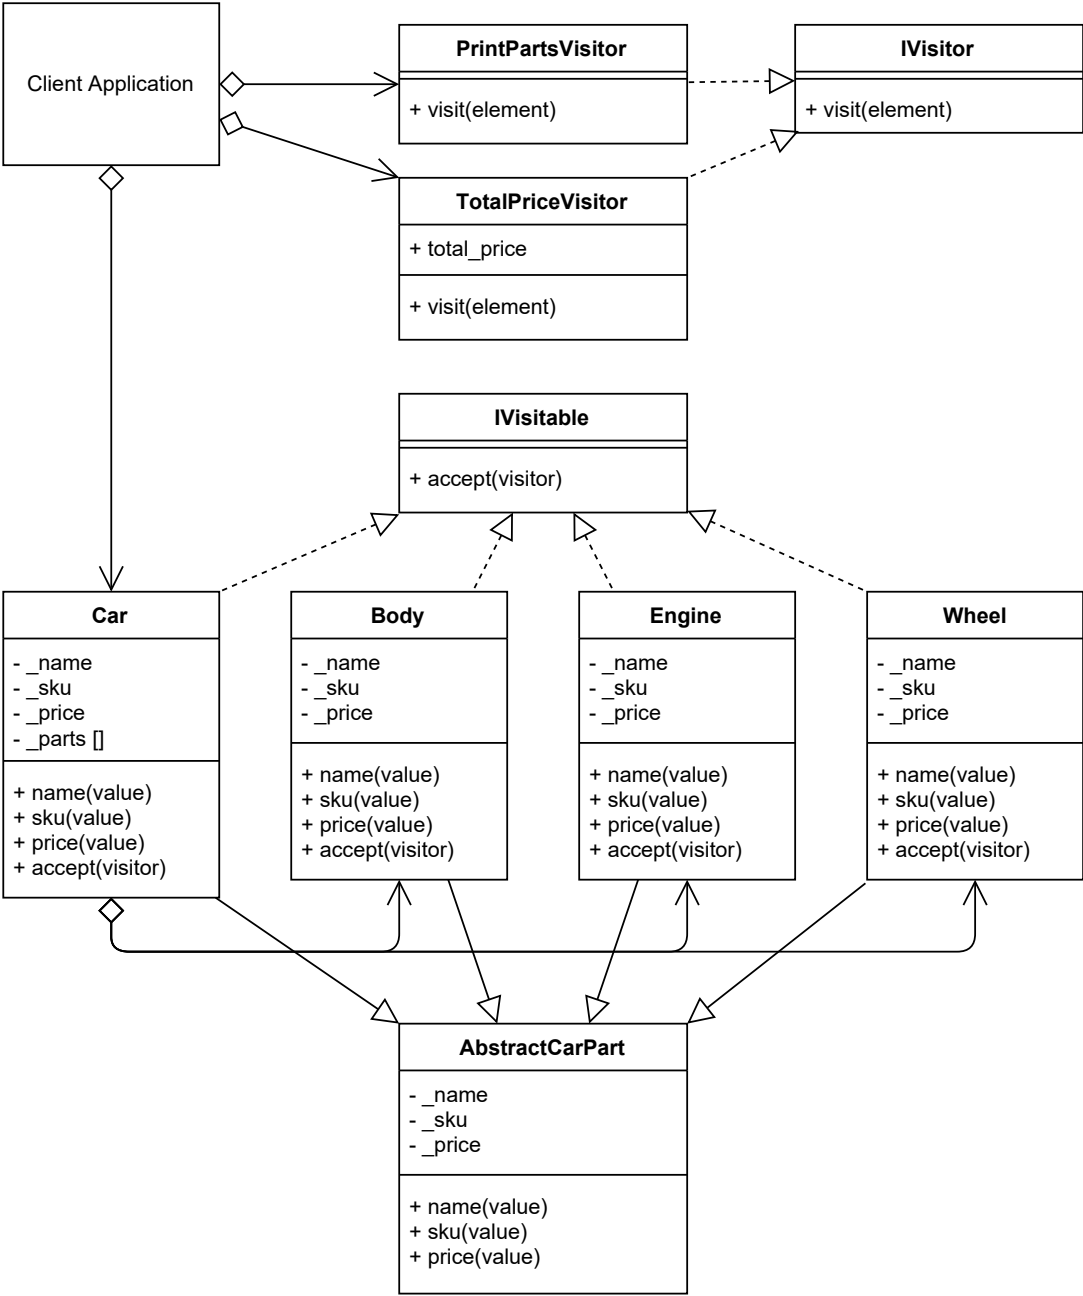 Client Application
PrintPartsVisitor
+ visit(element)
IVisitor
+ visit(element)
TotalPriceVisitor
+ total_price
+ visit(element)
IVisitable
+ accept(visitor)
Car
- _name
- _sku
- _price
- _parts []
+ name(value)
+ sku(value)
+ price(value)
+ accept(visitor)
Body
- _name
- _sku
- _price
+ name(value)
+ sku(value)
+ price(value)
+ accept(visitor)
Engine
- _name
- _sku
- _price
+ name(value)
+ sku(value)
+ price(value)
+ accept(visitor)
Wheel
- _name
- _sku
- _price
+ name(value)
+ sku(value)
+ price(value)
+ accept(visitor)
AbstractCarPart
- _name
- _sku
- _price
+ name(value)
+ sku(value)
+ price(value)